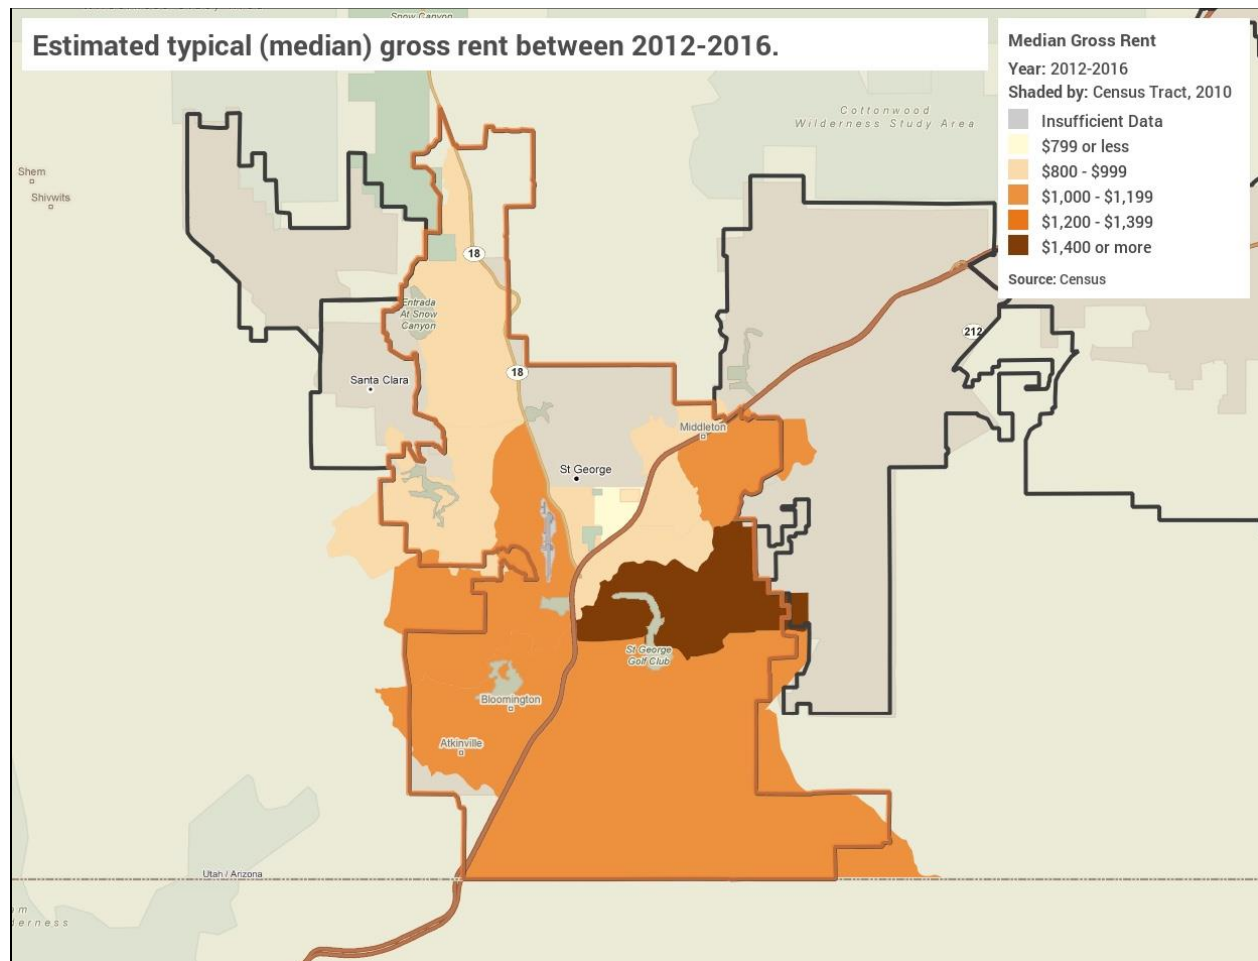 Snow Canyon
Estimated typical (median) gross rent between 2012-2016.
Median Gross Rent
Year: 2012-2016
Shaded by: Census Tract, 2010
Insufficient Data
$799 or less
$800 - $999
$1,000 - $1,199
$1,200 - $1,399
$1,400 or more
Source: Census
Cottonwood
Wilderness Study Area
Shem
Shivwits
18
Entrada
At Snow
Canyon
212
18
Santa Clara
Middleton
St George
St George
Golf Club
Bloomington
Atkinville
Utah / Arizona